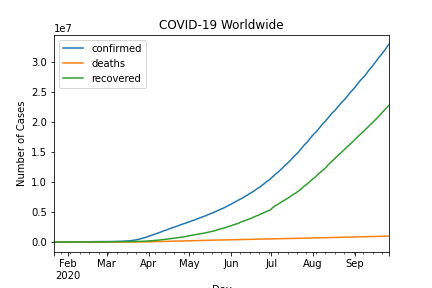 COVID-19 Worldwide
1e7
confirmed
deaths
recovered
Number of Cases
3.0
2.5
2.0
1.5
1.0
0.5
0.0
Feb Mar Apr May Jun Jul Aug Sep
2020